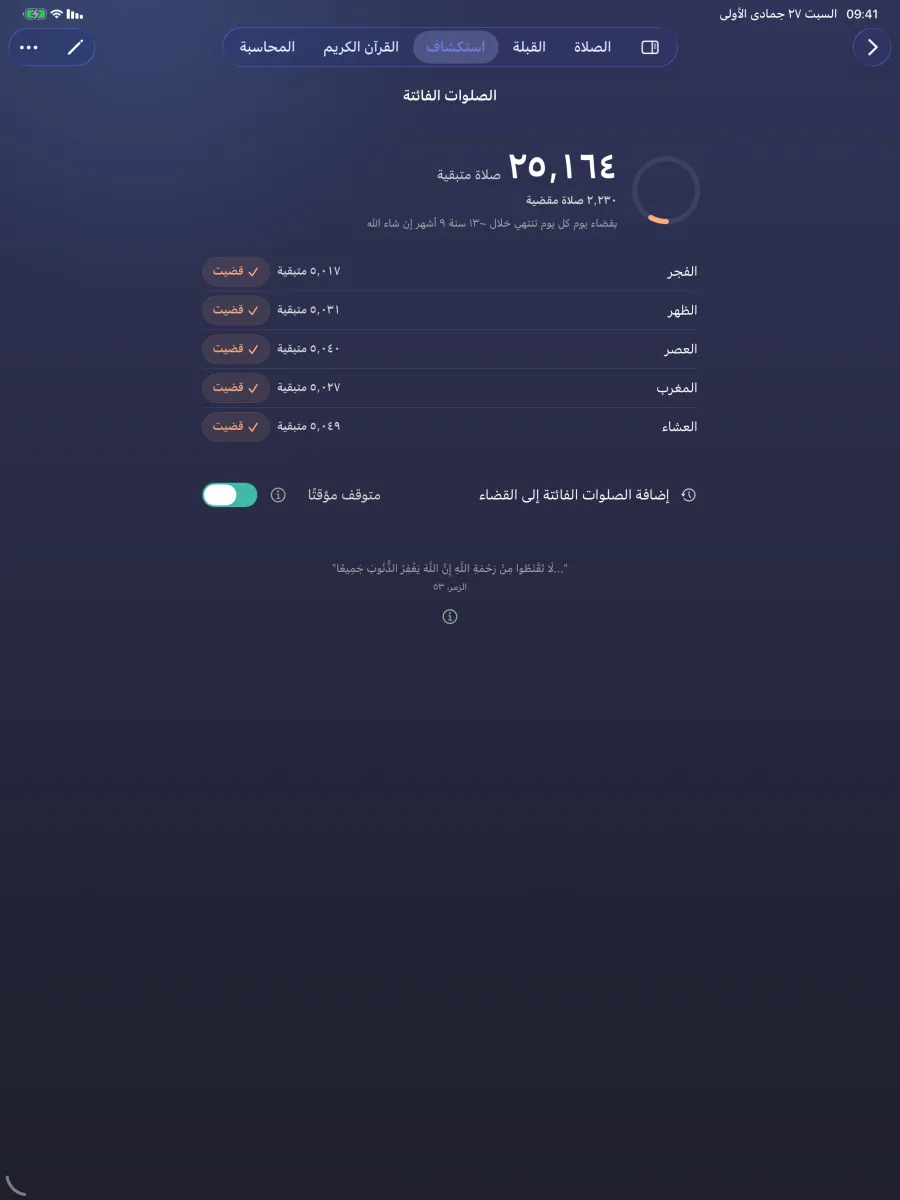 09:41 السبت ٢٧ جمادى الأولى
الصلاة القبلة استكشاف القرآن الكريم المحاسبة
الصلوات الفائتة
٢٥,١٦٤ صلاة متبقية
٢,٢٣٠ صلاة مقضية
بقضاء يوم كل يوم تنتهي خلال ~١٣ سنة ٩ أشهر إن شاء الله
الفجر ٥,٠١٧ متبقية قضيت
الظهر ٥,٠٣١ متبقية قضيت
العصر ٥,٠٤٠ متبقية قضيت
المغرب ٥,٠٢٧ متبقية قضيت
العشاء ٥,٠٤٩ متبقية قضيت
إضافة الصلوات الفائتة إلى القضاء متوقف مؤقتًا
"...لَا تَقْنَطُوا مِنْ رَحْمَةِ اللَّهِ إِنَّ اللَّهَ يَغْفِرُ الذُّنُوبَ جَمِيعًا"
الزمر، ٥٣